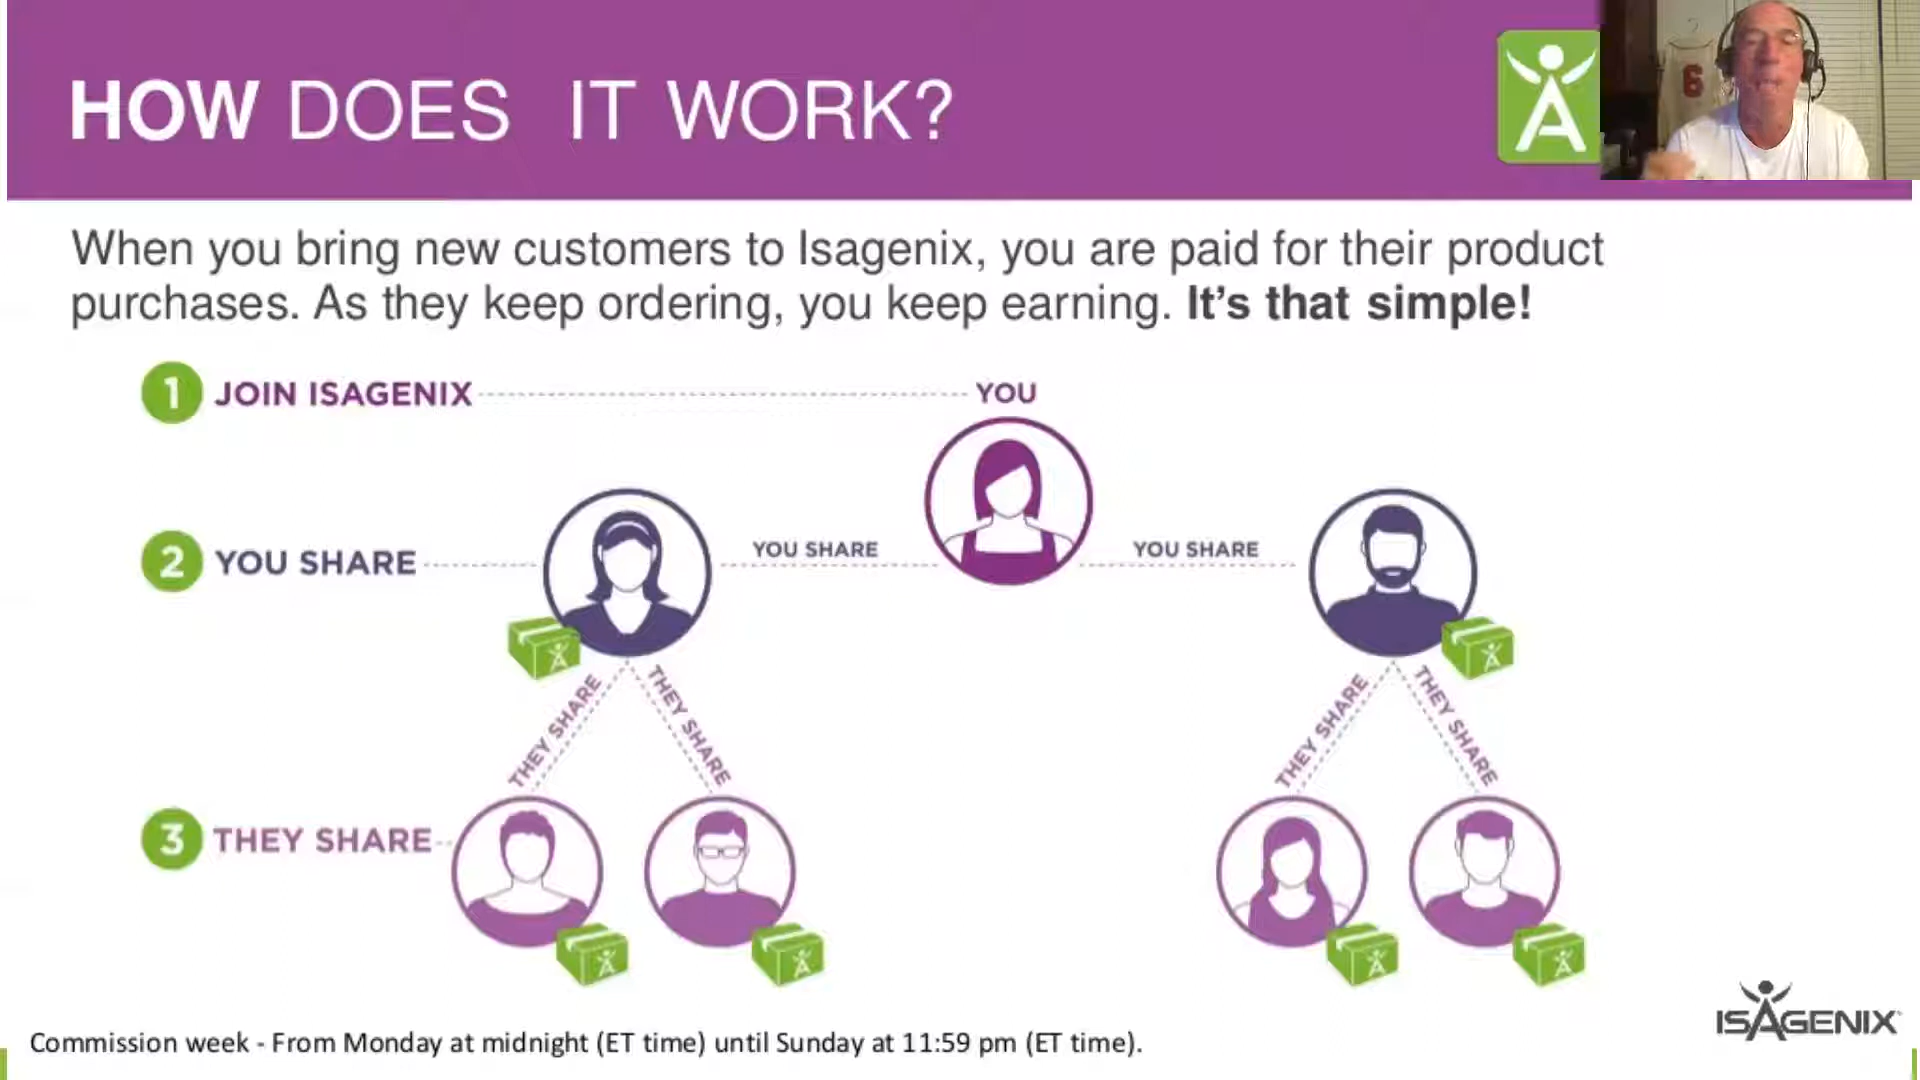 HOW DOES IT WORK?
6
When you bring new customers to Isagenix, you are paid for their product
purchases. As they keep ordering, you keep earning. It's that simple!
1 JOIN ISAGENIX
YOU
2 YOU SHARE
YOU SHARE
YOU SHARE
THEY SHARE
THEY SHARE
THEY SHARE
THEY SHARE
3 THEY SHARE
ISAGENIX
Commission week - From Monday at midnight (ET time) until Sunday at 11:59 pm (ET time).